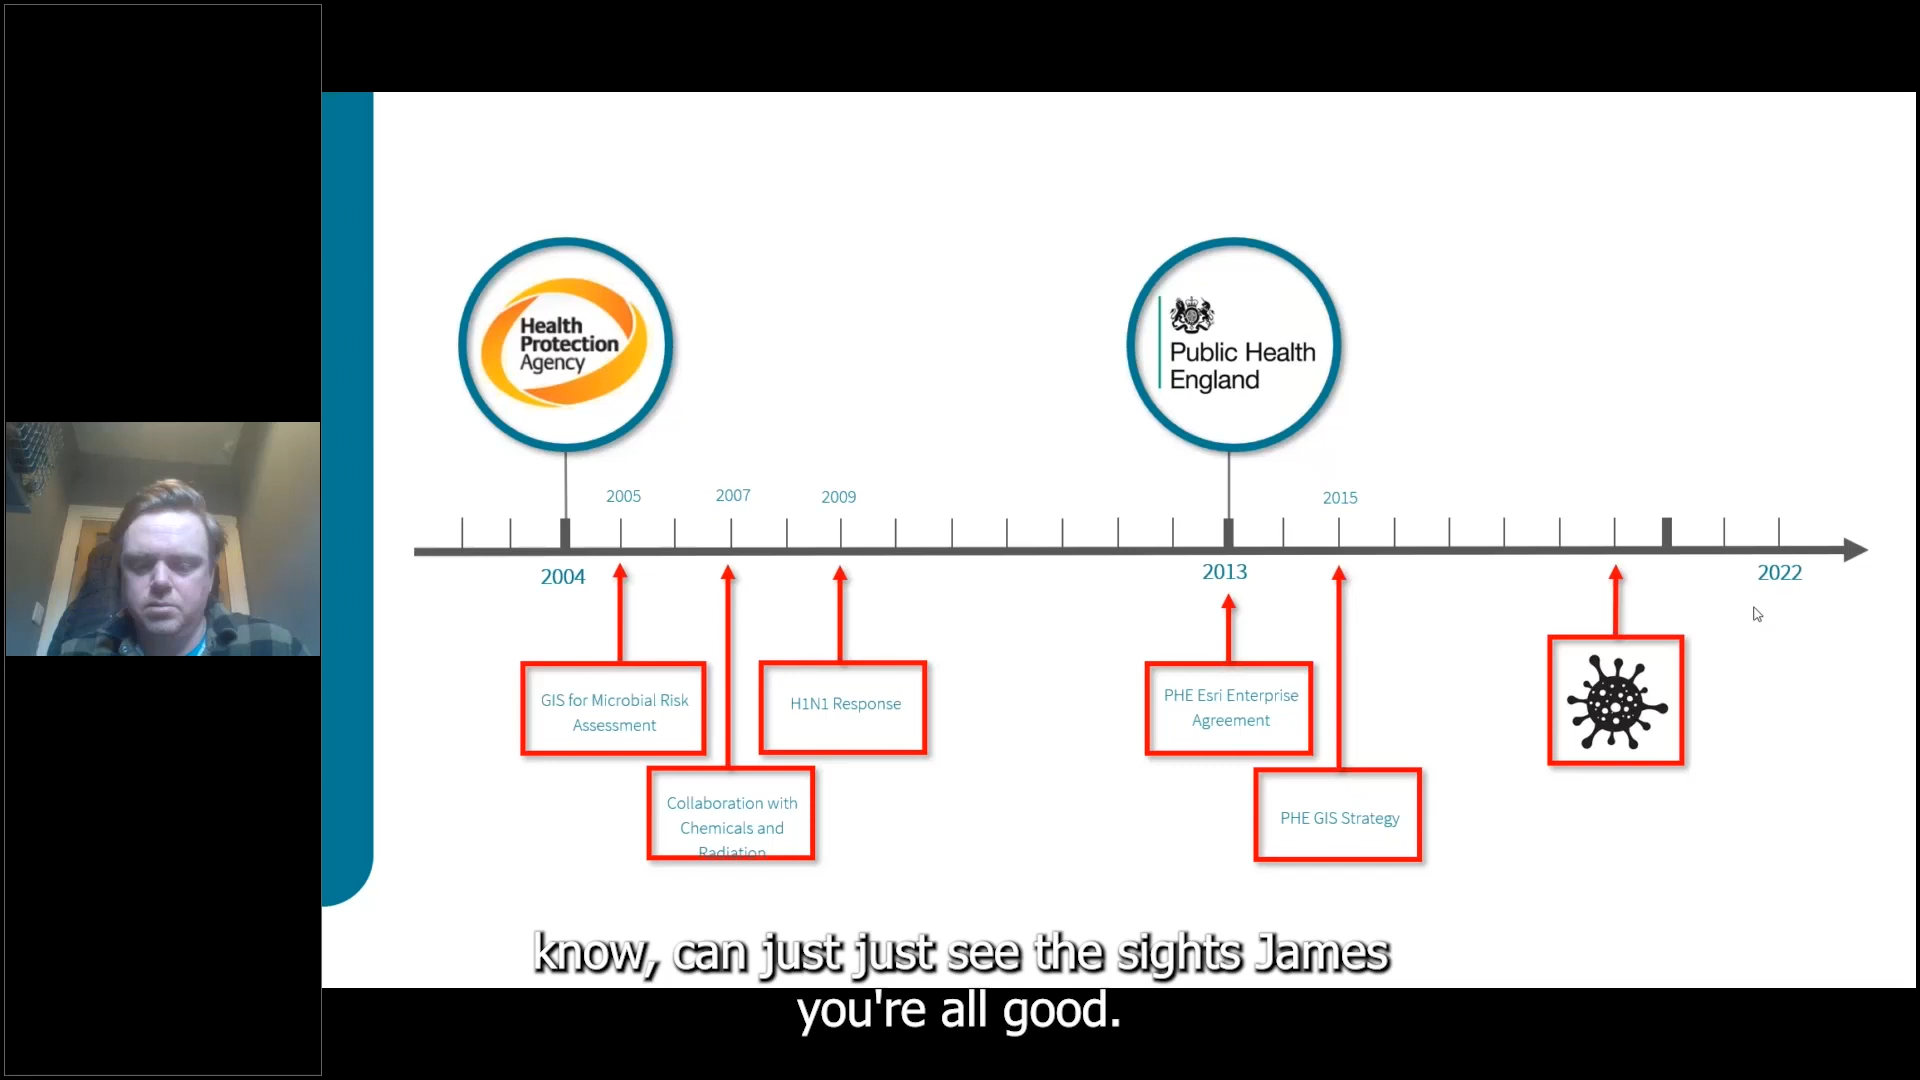 Health
Protection
Agency
Public Health
England
2005
2007
2009
2015
2004
2013
2022
GIS for Microbial Risk
Assessment
H1N1 Response
PHE Esri Enterprise
Agreement
Collaboration with
Chemicals and
Radiation
PHE GIS Strategy
know, can just just see the sights James
you're all good.